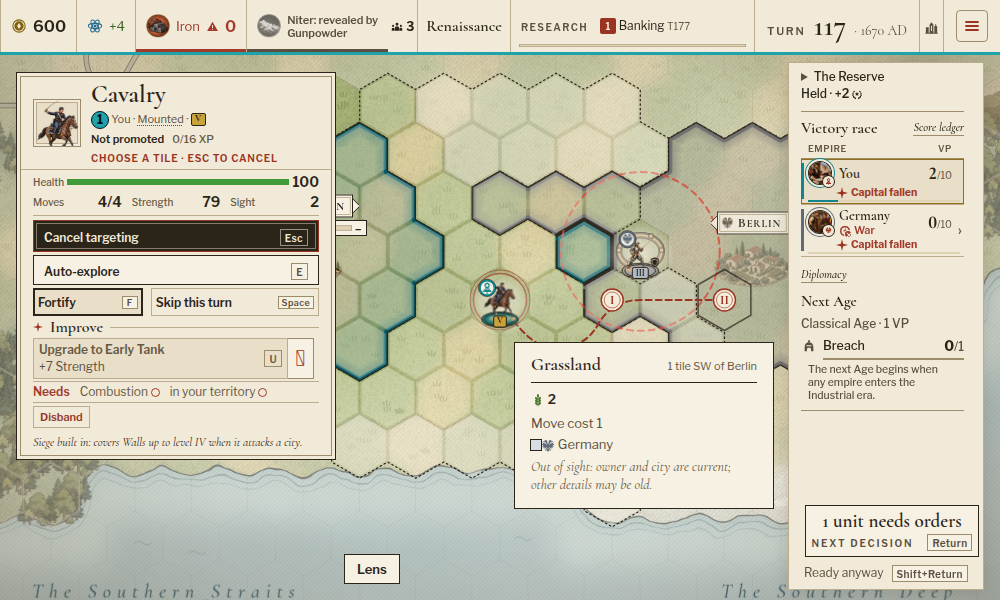 600
+4
Iron 0
Niter: revealed by
Gunpowder
3
Renaissance
RESEARCH 1 Banking T177
TURN 117 · 1670 AD
Cavalry
1 You · Mounted · V
Not promoted 0/16 XP
CHOOSE A TILE · ESC TO CANCEL
Health 100
Moves 4/4 Strength 79 Sight 2
Cancel targeting Esc
Auto-explore E
Fortify F
Skip this turn Space
Improve
Upgrade to Early Tank U
+7 Strength
Needs Combustion in your territory
Disband
Siege built in: covers Walls up to level IV when it attacks a city.
N
–
V
III
I
II
BERLIN
Grassland 1 tile SW of Berlin
2
Move cost 1
Germany
Out of sight: owner and city are current;
other details may be old.
Lens
The Southern Straits
The Southern Deep
The Reserve
Held · +2
Victory race Score ledger
EMPIRE VP
You 2/10
Capital fallen
Germany 0/10 ›
War
Capital fallen
Diplomacy
Next Age
Classical Age · 1 VP
Breach 0/1
The next Age begins when
any empire enters the
Industrial era.
1 unit needs orders
NEXT DECISION Return
Ready anyway Shift+Return